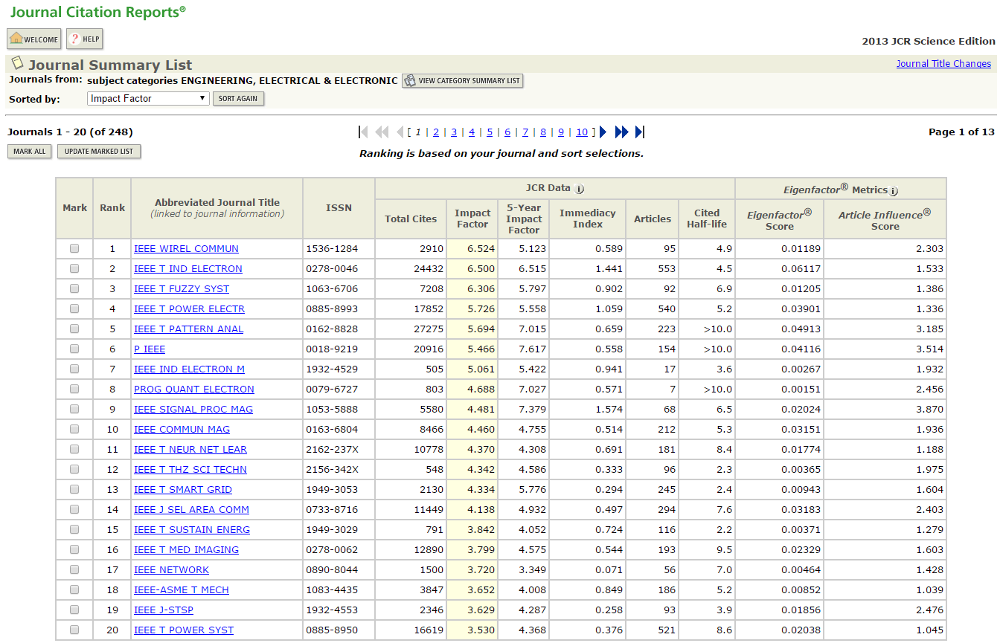 Journal Citation Reports®
WELCOME ? HELP
2013 JCR Science Edition
Journal Summary List
Journal Title Changes
Journals from: subject categories ENGINEERING, ELECTRICAL & ELECTRONIC VIEW CATEGORY SUMMARY LIST
Sorted by: Impact Factor SORT AGAIN
Journals 1 - 20 (of 248)
[ 1 | 2 | 3 | 4 | 5 | 6 | 7 | 8 | 9 | 10 ]
Page 1 of 13
MARK ALL UPDATE MARKED LIST
Ranking is based on your journal and sort selections.
Mark Rank Abbreviated Journal Title (linked to journal information) ISSN
JCR Data i
Eigenfactor® Metrics i
Total Cites Impact Factor 5-Year Impact Factor Immediacy Index Articles Cited Half-life Eigenfactor® Score Article Influence® Score
1 IEEE WIREL COMMUN 1536-1284 2910 6.524 5.123 0.589 95 4.9 0.01189 2.303
2 IEEE T IND ELECTRON 0278-0046 24432 6.500 6.515 1.441 553 4.5 0.06117 1.533
3 IEEE T FUZZY SYST 1063-6706 7208 6.306 5.797 0.902 92 6.9 0.01205 1.386
4 IEEE T POWER ELECTR 0885-8993 17852 5.726 5.558 1.059 540 5.2 0.03901 1.336
5 IEEE T PATTERN ANAL 0162-8828 27275 5.694 7.015 0.659 223 >10.0 0.04913 3.185
6 P IEEE 0018-9219 20916 5.466 7.617 0.558 154 >10.0 0.04116 3.514
7 IEEE IND ELECTRON M 1932-4529 505 5.061 5.422 0.941 17 3.6 0.00267 1.932
8 PROG QUANT ELECTRON 0079-6727 803 4.688 7.027 0.571 7 >10.0 0.00151 2.456
9 IEEE SIGNAL PROC MAG 1053-5888 5580 4.481 7.379 1.574 68 6.5 0.02024 3.870
10 IEEE COMMUN MAG 0163-6804 8466 4.460 4.755 0.514 212 5.3 0.03151 1.936
11 IEEE T NEUR NET LEAR 2162-237X 10778 4.370 4.308 0.691 181 8.4 0.01774 1.188
12 IEEE T THZ SCI TECHN 2156-342X 548 4.342 4.586 0.333 96 2.3 0.00365 1.975
13 IEEE T SMART GRID 1949-3053 2130 4.334 5.776 0.294 245 2.4 0.00943 1.604
14 IEEE J SEL AREA COMM 0733-8716 11449 4.138 4.932 0.497 294 7.6 0.03183 2.403
15 IEEE T SUSTAIN ENERG 1949-3029 791 3.842 4.052 0.724 116 2.2 0.00371 1.279
16 IEEE T MED IMAGING 0278-0062 12890 3.799 4.575 0.544 193 9.5 0.02329 1.603
17 IEEE NETWORK 0890-8044 1500 3.720 3.349 0.071 56 7.0 0.00464 1.428
18 IEEE-ASME T MECH 1083-4435 3847 3.652 4.008 0.849 186 5.2 0.00852 1.039
19 IEEE J-STSP 1932-4553 2346 3.629 4.287 0.258 93 3.9 0.01856 2.476
20 IEEE T POWER SYST 0885-8950 16619 3.530 4.368 0.376 521 8.6 0.02038 1.045